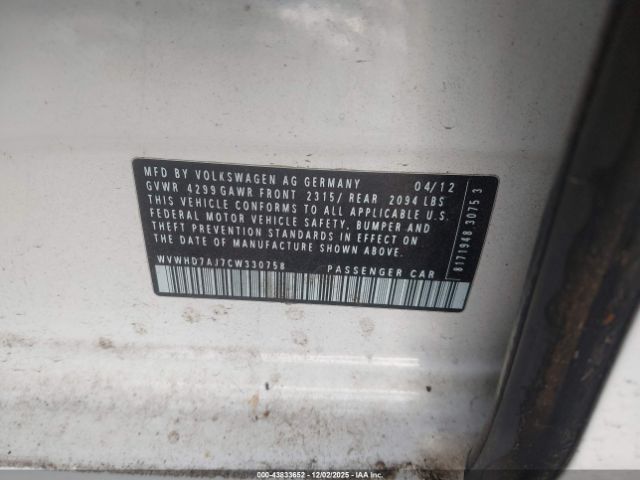 MFD BY VOLKSWAGEN AG GERMANY 04/12
GVWR 4299 GAWR FRONT 2315/ REAR 2094 LBS
THIS VEHICLE CONFORMS TO ALL APPLICABLE U.S.
FEDERAL MOTOR VEHICLE SAFETY, BUMPER AND
THEFT PREVENTION STANDARDS IN EFFECT ON THE
DATE OF MANUFACTURE SHOWN ABOVE.
WVWHD7AJ7CW330758 PASSENGER CAR
8171948 3075 3
000-43833652 - 12/02/2025 - IAAI.COM